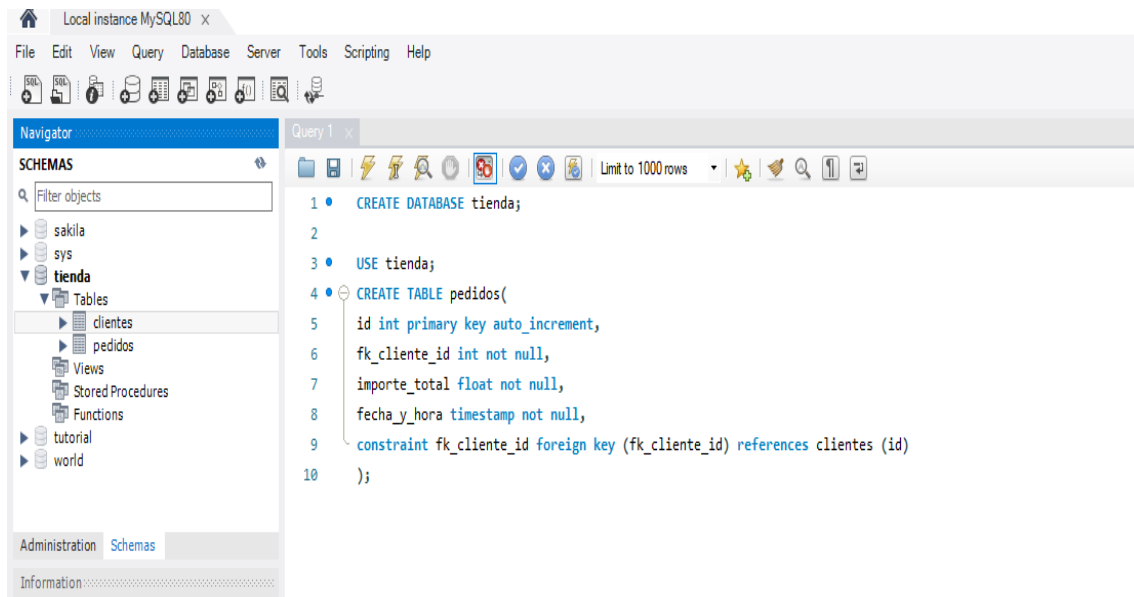 Local instance MySQL80 ×
File Edit View Query Database Server Tools Scripting Help
Navigator
SCHEMAS
Filter objects
sakila
sys
tienda
Tables
clientes
pedidos
Views
Stored Procedures
Functions
tutorial
world
Administration Schemas
Information
Query 1 ×
Limit to 1000 rows
1 CREATE DATABASE tienda;
2
3 USE tienda;
4 CREATE TABLE pedidos(
5 id int primary key auto_increment,
6 fk_cliente_id int not null,
7 importe_total float not null,
8 fecha_y_hora timestamp not null,
9 constraint fk_cliente_id foreign key (fk_cliente_id) references clientes (id)
10 );